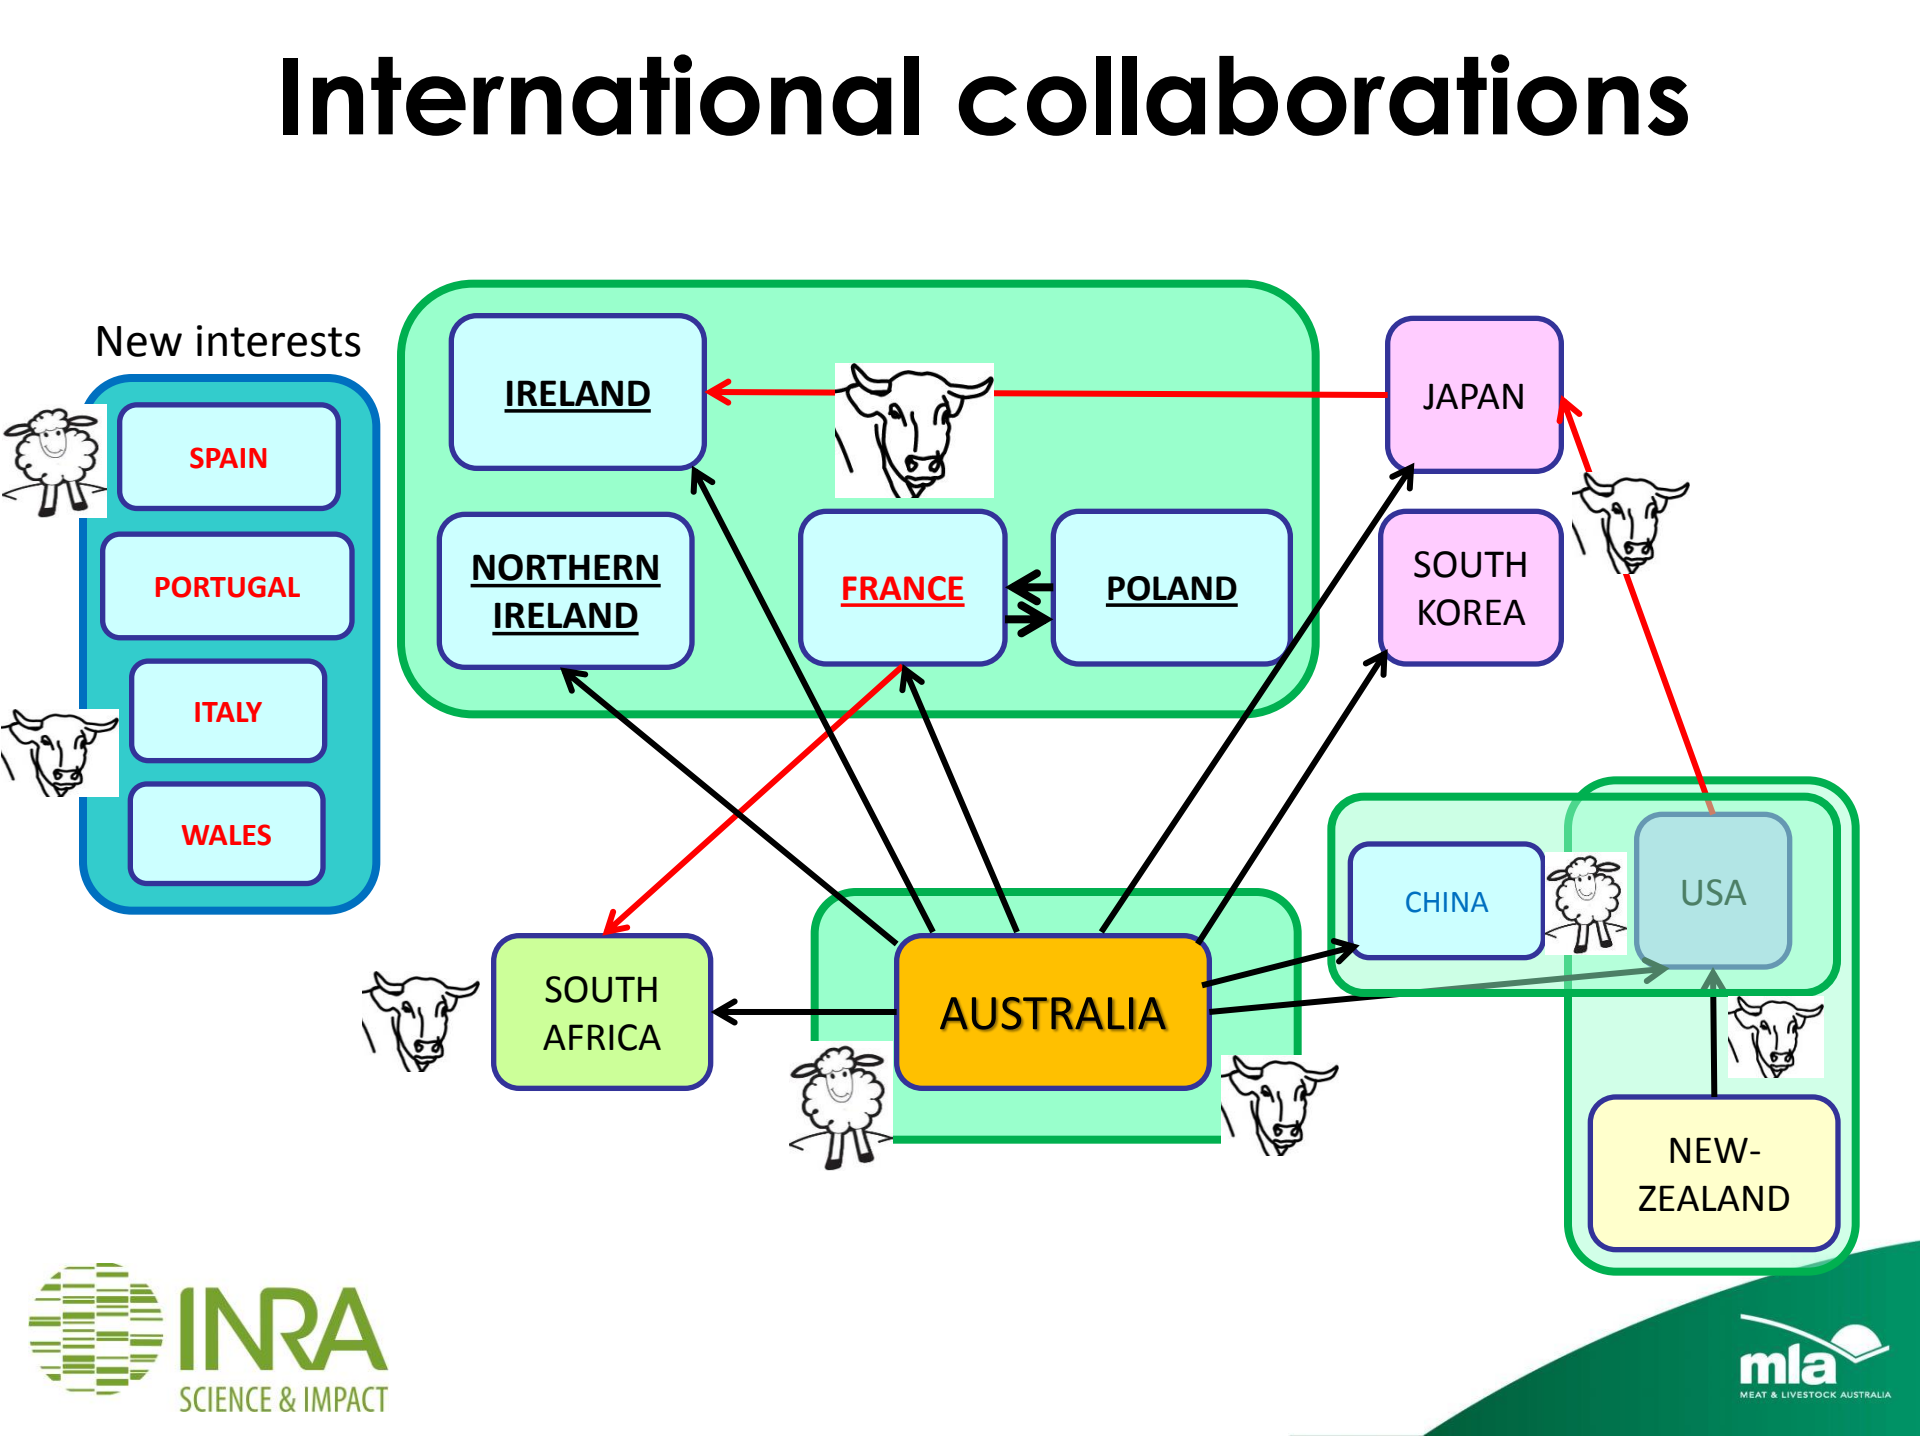 International collaborations
New interests
SPAIN
PORTUGAL
ITALY
WALES
IRELAND
NORTHERN
IRELAND
FRANCE
POLAND
JAPAN
SOUTH
KOREA
CHINA
USA
SOUTH
AFRICA
AUSTRALIA
NEW-
ZEALAND
INRA
SCIENCE & IMPACT
mla
MEAT & LIVESTOCK AUSTRALIA